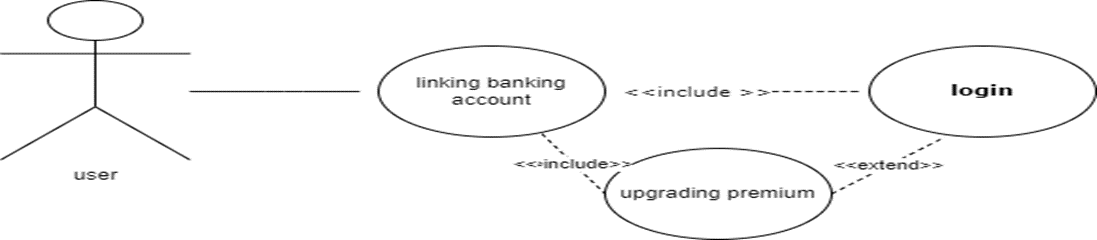 linking banking
account
<<include >>
login
<<include>>
<<extend>>
upgrading premium
user